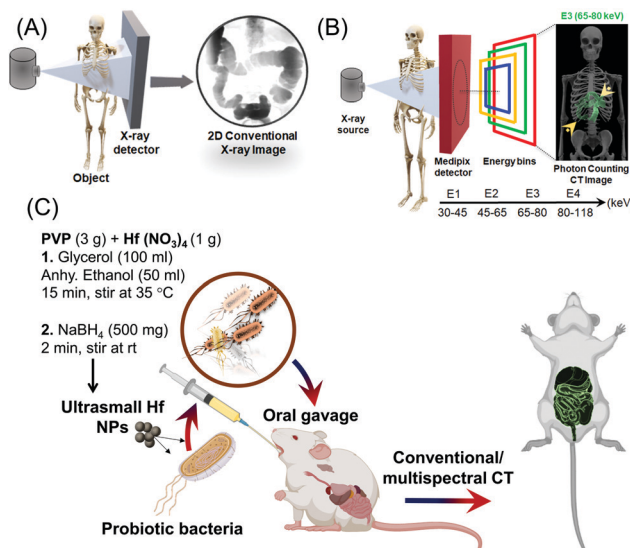 (A)
X-ray
detector
Object
2D Conventional
X-ray Image
(B)
X-ray
source
Medipix
detector
Energy bins
E3 (65-80 keV)
Photon Counting
CT Image
E1 E2 E3 E4 (keV)
30-45 45-65 65-80 80-118
(C)
PVP (3 g) + Hf (NO₃)₄ (1 g)
1. Glycerol (100 ml)
Anhy. Ethanol (50 ml)
15 min, stir at 35 °C
2. NaBH₄ (500 mg)
2 min, stir at rt
Ultrasmall Hf
NPs
Probiotic bacteria
Oral gavage
Conventional/
multispectral CT